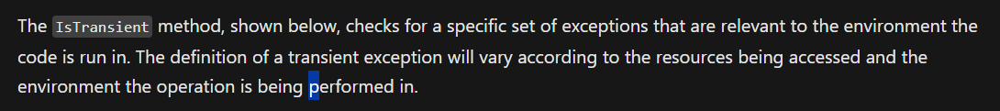 The IsTransient method, shown below, checks for a specific set of exceptions that are relevant to the environment the
code is run in. The definition of a transient exception will vary according to the resources being accessed and the
environment the operation is being performed in.